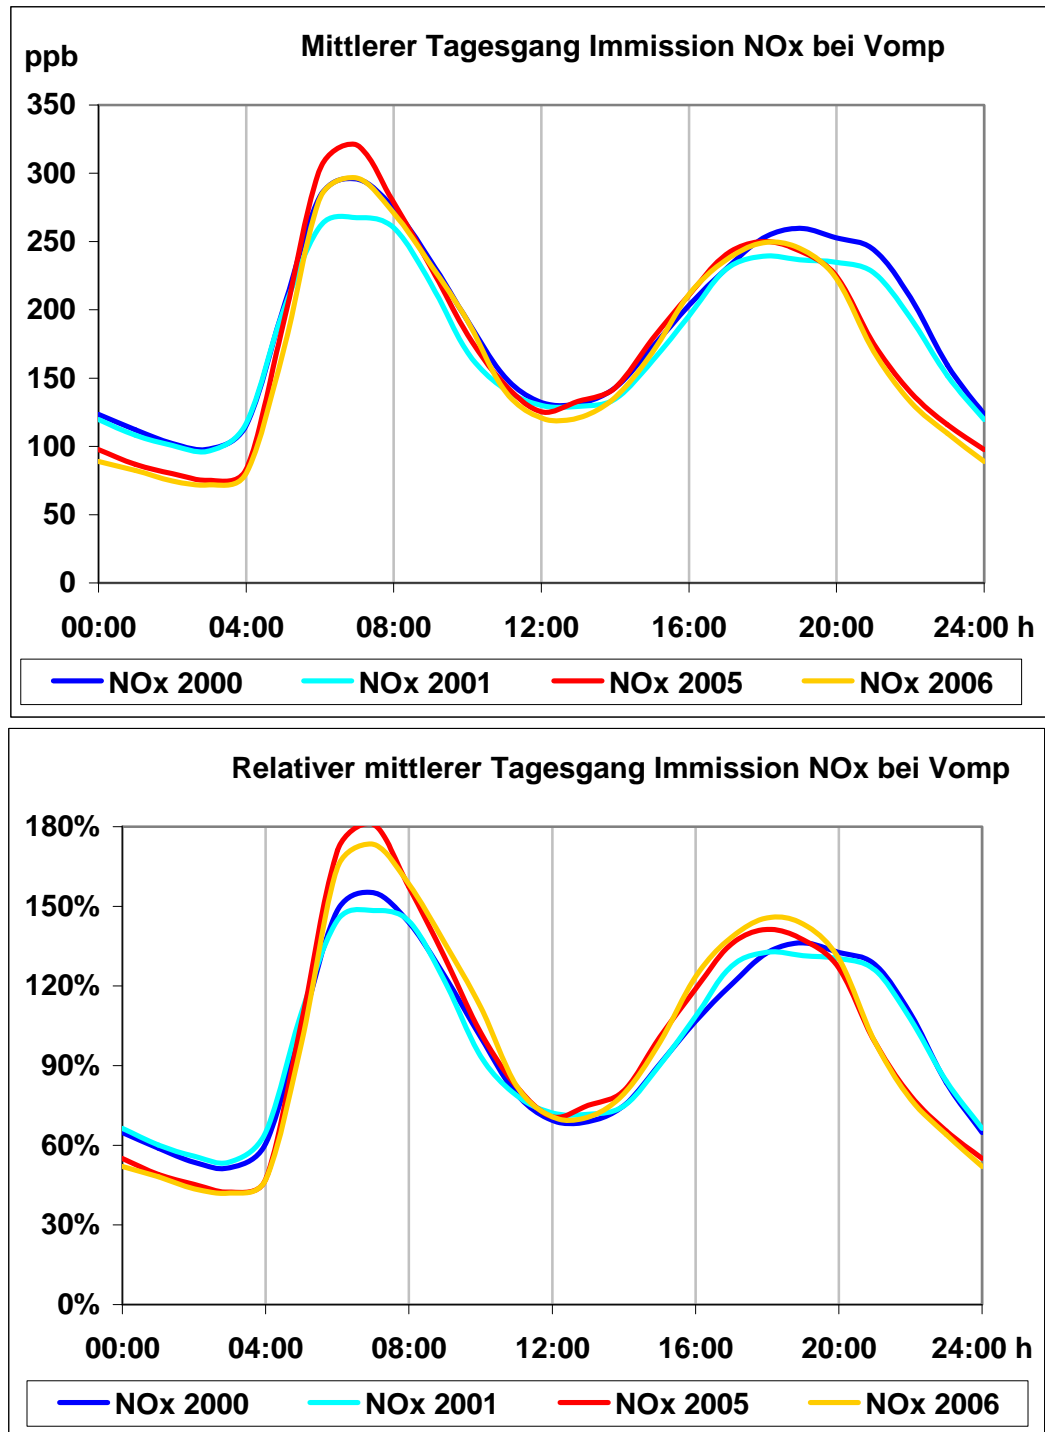 Mittlerer Tagesgang Immission NOx bei Vomp
ppb
350
300
250
200
150
100
50
0
00:00 04:00 08:00 12:00 16:00 20:00 24:00 h
NOx 2000 NOx 2001 NOx 2005 NOx 2006
Relativer mittlerer Tagesgang Immission NOx bei Vomp
180%
150%
120%
90%
60%
30%
0%
00:00 04:00 08:00 12:00 16:00 20:00 24:00 h
NOx 2000 NOx 2001 NOx 2005 NOx 2006